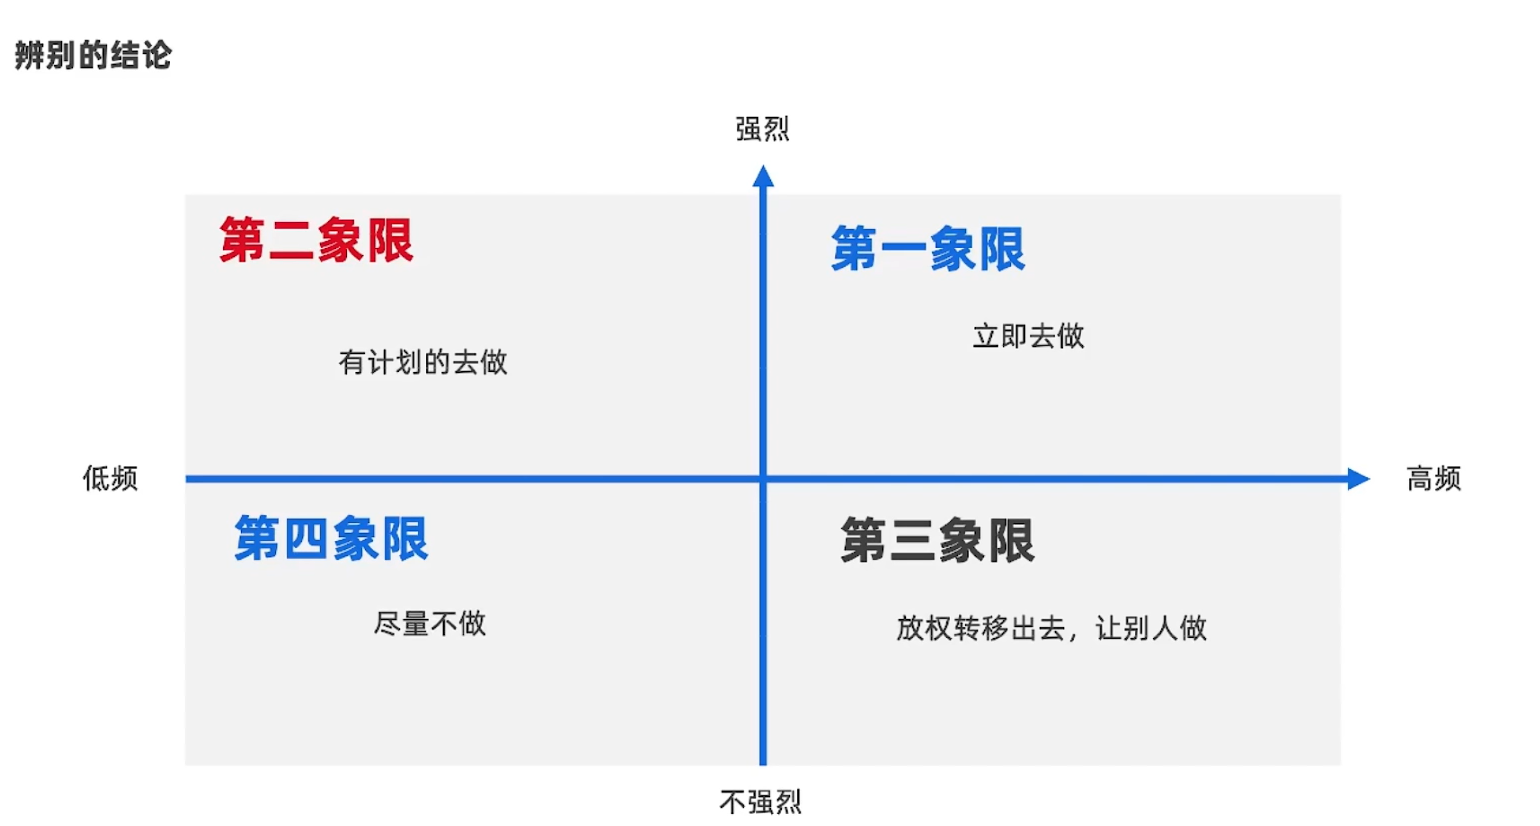 辨别的结论
强烈
第二象限
第一象限
有计划的去做
立即去做
低频
高频
第四象限
第三象限
尽量不做
放权转移出去，让别人做
不强烈